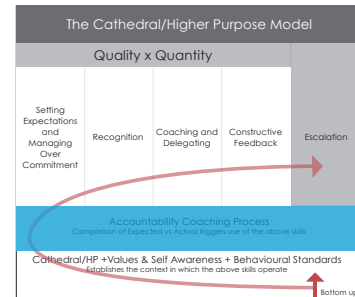 The Cathedral/Higher Purpose Model
Quality x Quantity
Setting
Expectations
and
Managing
Over
Commitment
Recognition
Coaching and
Delegating
Constructive
Feedback
Escalation
Accountability Coaching Process
Comparison of Expected vs Actual triggers use of the above skills
Cathedral/HP +Values & Self Awareness + Behavioural Standards
Establishes the context in which the above skills operate
Bottom up